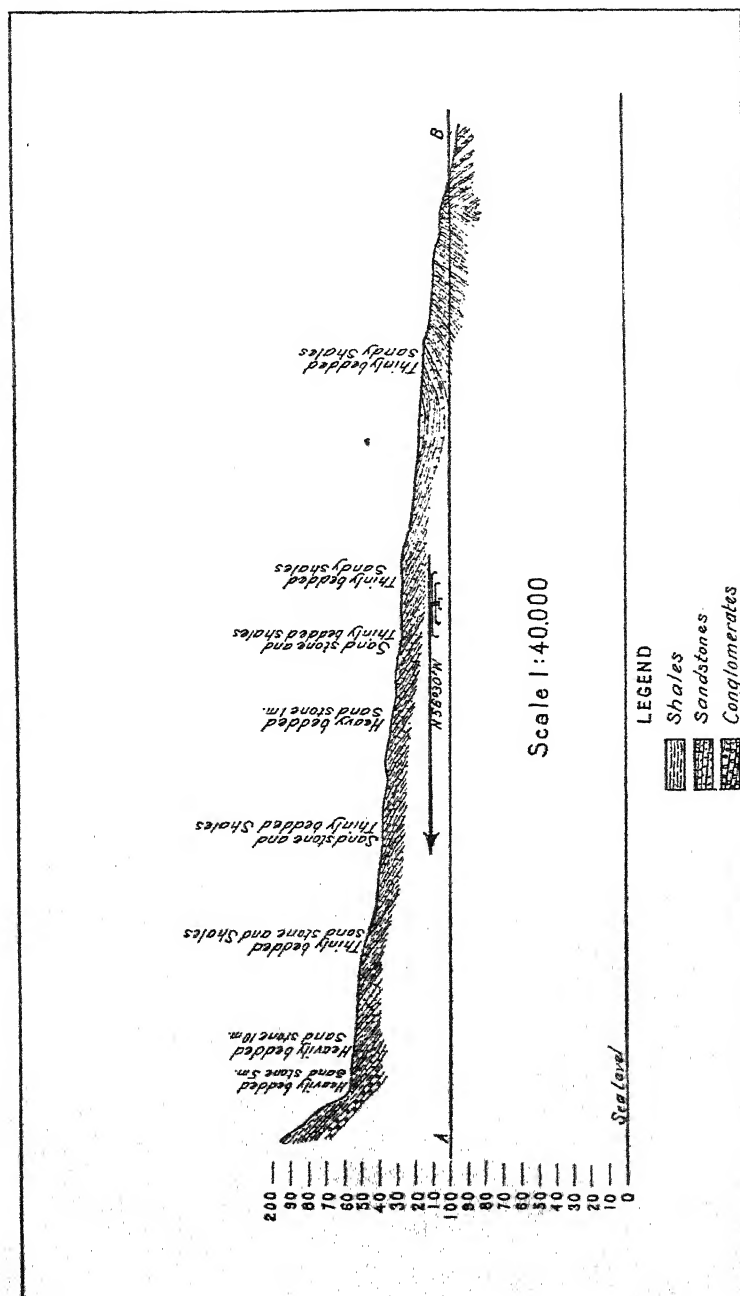 Heavily bedded
Sand stone 5m.
Heavily bedded
Sand stone 10m.
Thinly bedded
sand stone and Shales
Sandstone and
Thinly bedded Shales
Heavy bedded
Sand stone 1m.
Sand stone and
Thinly bedded shales
Thinly bedded
Sandy shales
Thinly bedded
Sandy Shales
200
90
80
70
60
50
40
30
20
10
100
90
80
70
60
50
40
30
20
10
0
A
B
N56°30'W
Scale 1:40.000
Sea Level
LEGEND
Shales
Sandstones
Conglomerates